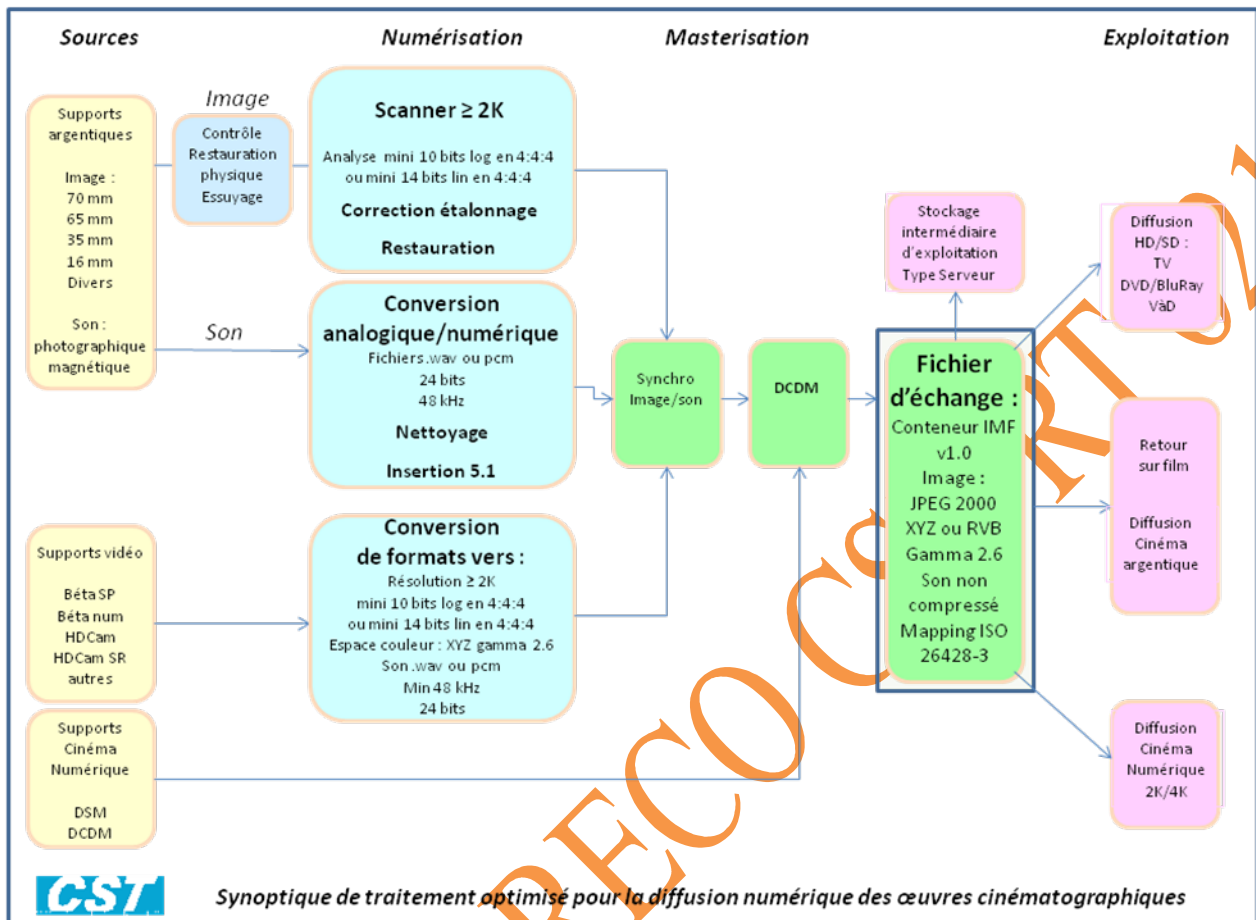 Sources
Numérisation
Masterisation
Exploitation
Supports
argentiques
Image :
70 mm
65 mm
35 mm
16 mm
Divers
Son :
photographique
magnétique
Image
Contrôle
Restauration
physique
Essuyage
Scanner ≥ 2K
Analyse mini 10 bits log en 4:4:4
ou mini 14 bits lin en 4:4:4
Correction étalonnage
Restauration
Son
Conversion
analogique/numérique
Fichiers .wav ou pcm
24 bits
48 kHz
Nettoyage
Insertion 5.1
Supports vidéo
Béta SP
Béta num
HDCam
HDCam SR
autres
Conversion
de formats vers :
Résolution ≥ 2K
mini 10 bits log en 4:4:4
ou mini 14 bits lin en 4:4:4
Espace couleur : XYZ gamma 2.6
Son .wav ou pcm
Min 48 kHz
24 bits
Supports
Cinéma
Numérique
DSM
DCDM
Synchro
Image/son
DCDM
Stockage
intermédiaire
d'exploitation
Type Serveur
Fichier
d'échange :
Conteneur IMF
v1.0
Image :
JPEG 2000
XYZ ou RVB
Gamma 2.6
Son non
compressé
Mapping ISO
26428-3
Diffusion
HD/SD :
TV
DVD/BluRay
VàD
Retour
sur film
Diffusion
Cinéma
argentique
Diffusion
Cinéma
Numérique
2K/4K
RECO CST RT
CST
Synoptique de traitement optimisé pour la diffusion numérique des œuvres cinématographiques